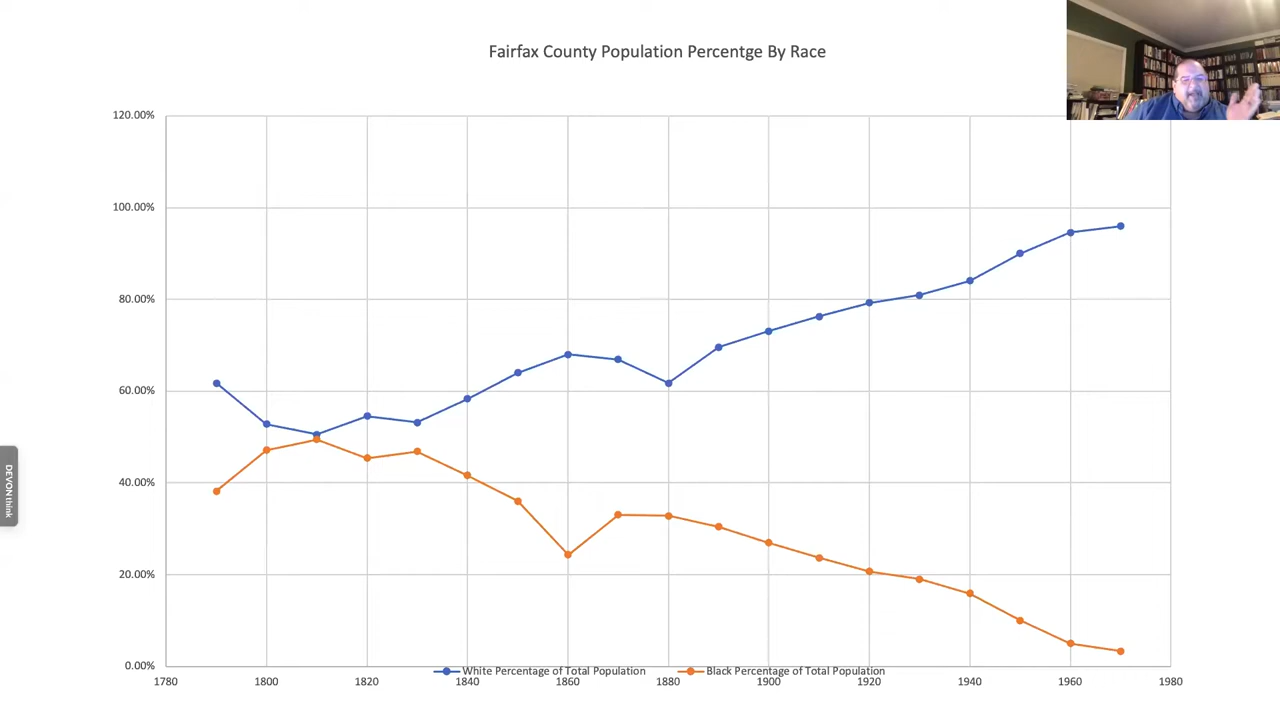 Fairfax County Population Percentge By Race
120.00%
100.00%
80.00%
60.00%
40.00%
20.00%
0.00%
White Percentage of Total Population Black Percentage of Total Population
1780 1800 1820 1840 1860 1880 1900 1920 1940 1960 1980
DEVONthink